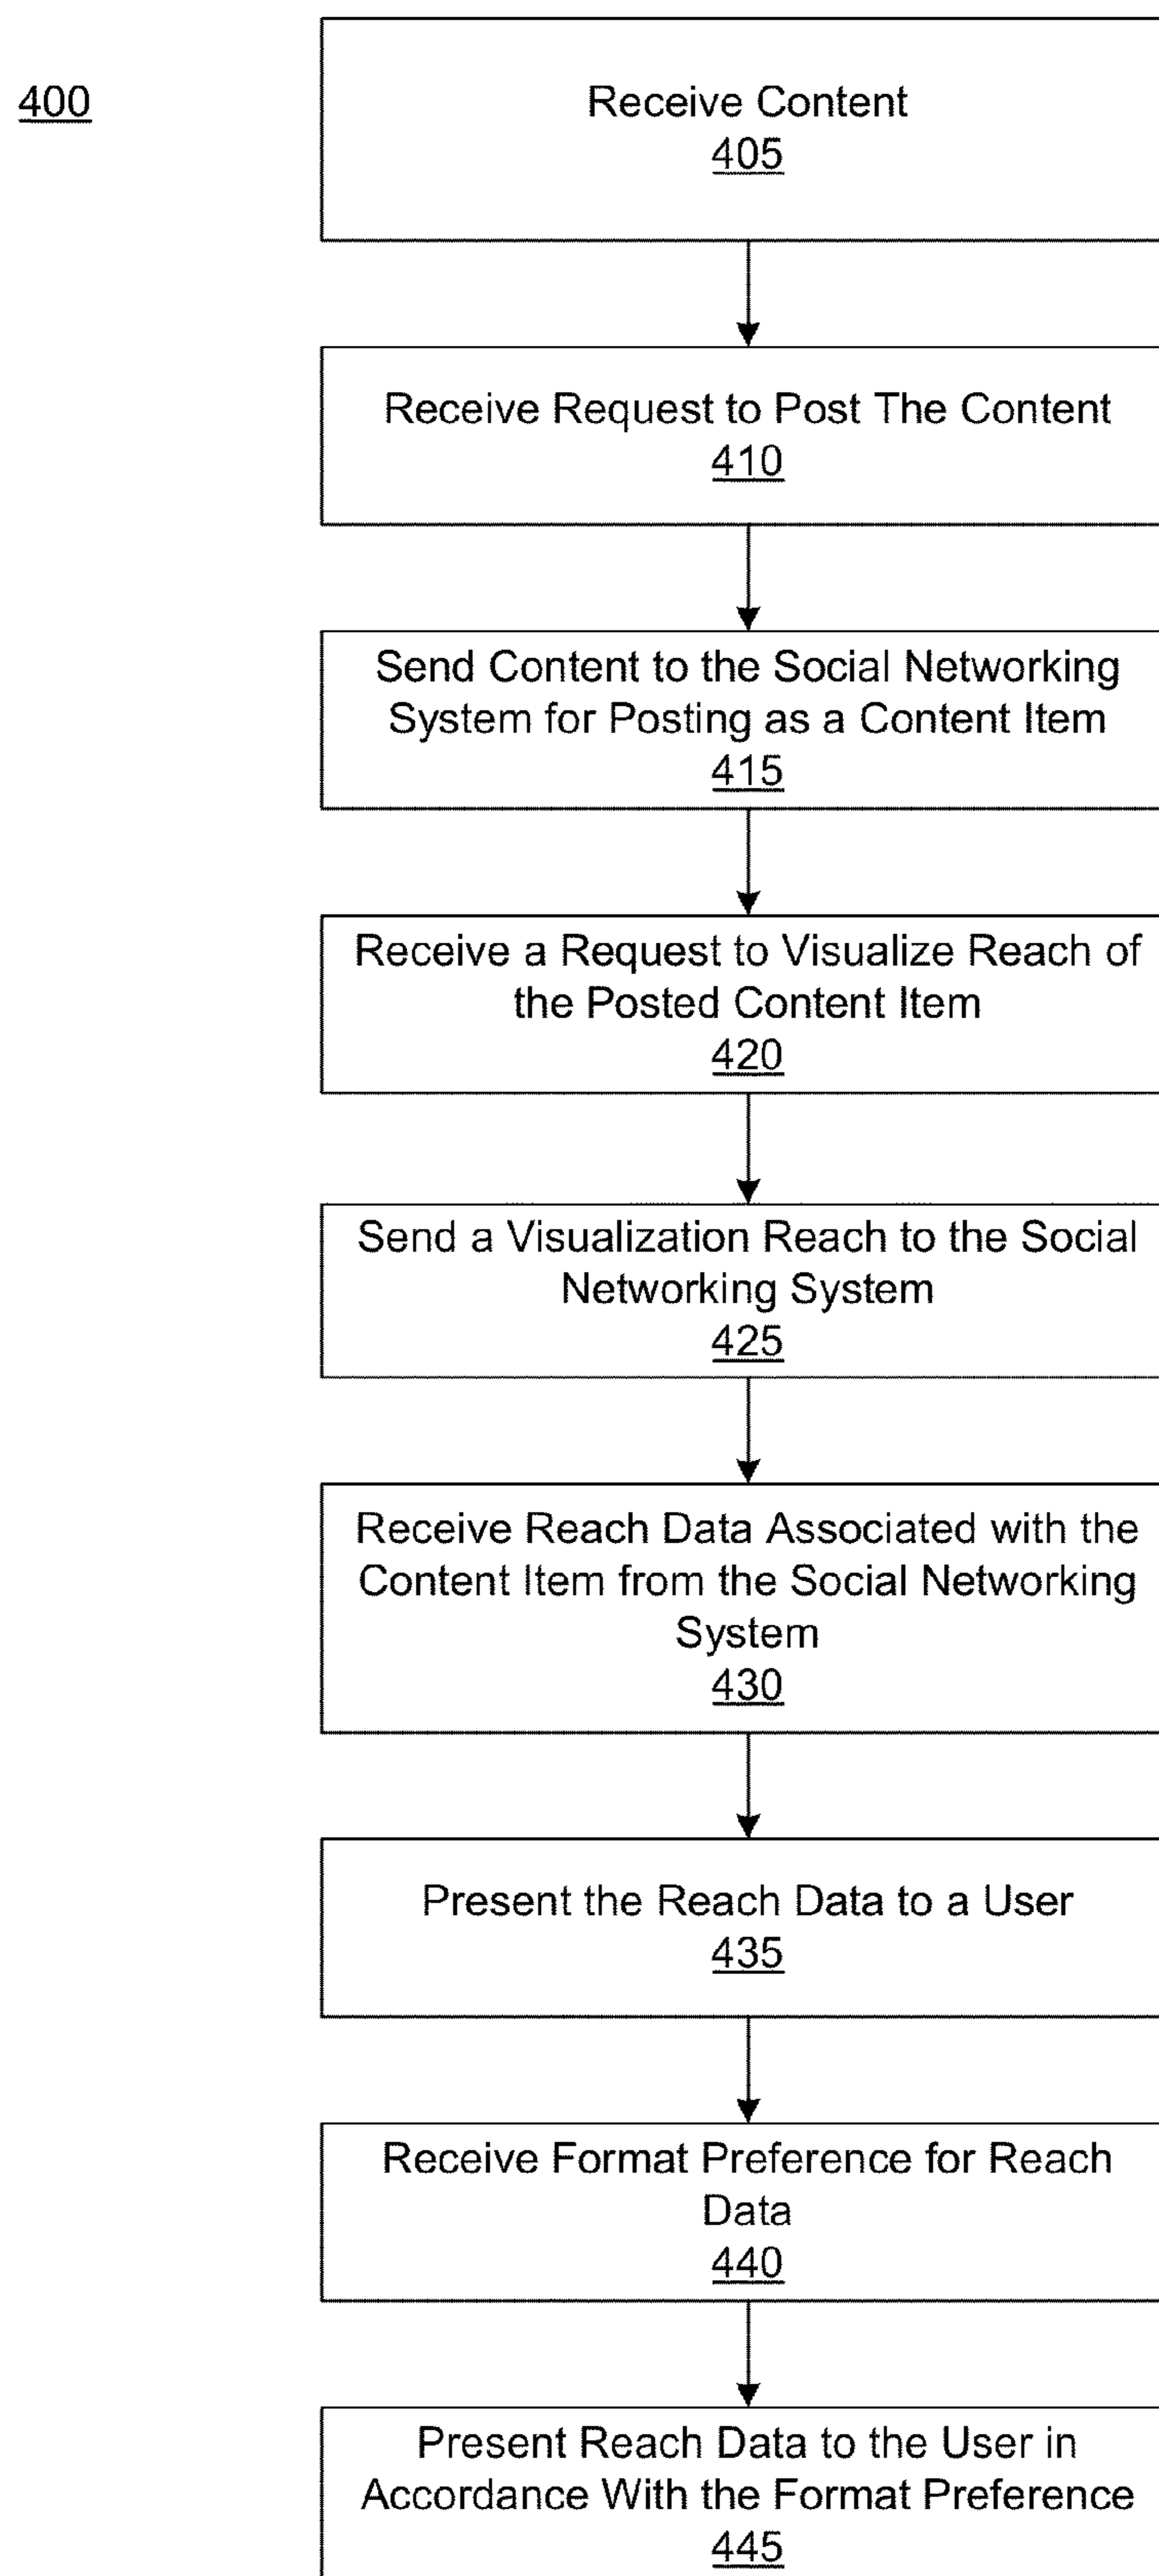 400
Receive Content
405
Receive Request to Post The Content
410
Send Content to the Social Networking
System for Posting as a Content Item
415
Receive a Request to Visualize Reach of
the Posted Content Item
420
Send a Visualization Reach to the Social
Networking System
425
Receive Reach Data Associated with the
Content Item from the Social Networking
System
430
Present the Reach Data to a User
435
Receive Format Preference for Reach
Data
440
Present Reach Data to the User in
Accordance With the Format Preference
445